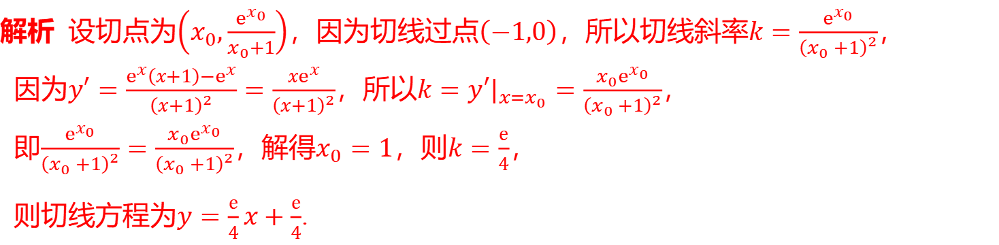 解析 设切点为$\left(x_0,\frac{\mathrm{e}^{x_0}}{x_0+1}\right)$，因为切线过点$(-1,0)$，所以切线斜率$k=\frac{\mathrm{e}^{x_0}}{(x_0+1)^2}$，
因为$y'=\frac{\mathrm{e}^x(x+1)-\mathrm{e}^x}{(x+1)^2}=\frac{x\mathrm{e}^x}{(x+1)^2}$，所以$k=y'|_{x=x_0}=\frac{x_0\mathrm{e}^{x_0}}{(x_0+1)^2}$，
即$\frac{\mathrm{e}^{x_0}}{(x_0+1)^2}=\frac{x_0\mathrm{e}^{x_0}}{(x_0+1)^2}$，解得$x_0=1$，则$k=\frac{\mathrm{e}}{4}$，
则切线方程为$y=\frac{\mathrm{e}}{4}x+\frac{\mathrm{e}}{4}$.